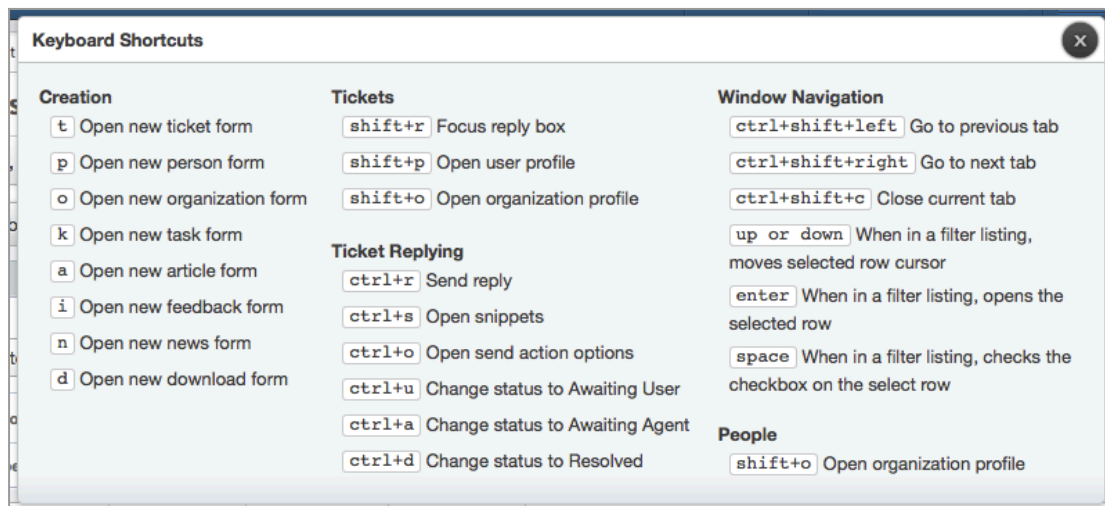 Keyboard Shortcuts
x
Creation
t Open new ticket form
p Open new person form
o Open new organization form
k Open new task form
a Open new article form
i Open new feedback form
n Open new news form
d Open new download form
Tickets
shift+r Focus reply box
shift+p Open user profile
shift+o Open organization profile
Ticket Replying
ctrl+r Send reply
ctrl+s Open snippets
ctrl+o Open send action options
ctrl+u Change status to Awaiting User
ctrl+a Change status to Awaiting Agent
ctrl+d Change status to Resolved
Window Navigation
ctrl+shift+left Go to previous tab
ctrl+shift+right Go to next tab
ctrl+shift+c Close current tab
up or down When in a filter listing,
moves selected row cursor
enter When in a filter listing, opens the
selected row
space When in a filter listing, checks the
checkbox on the select row
People
shift+o Open organization profile